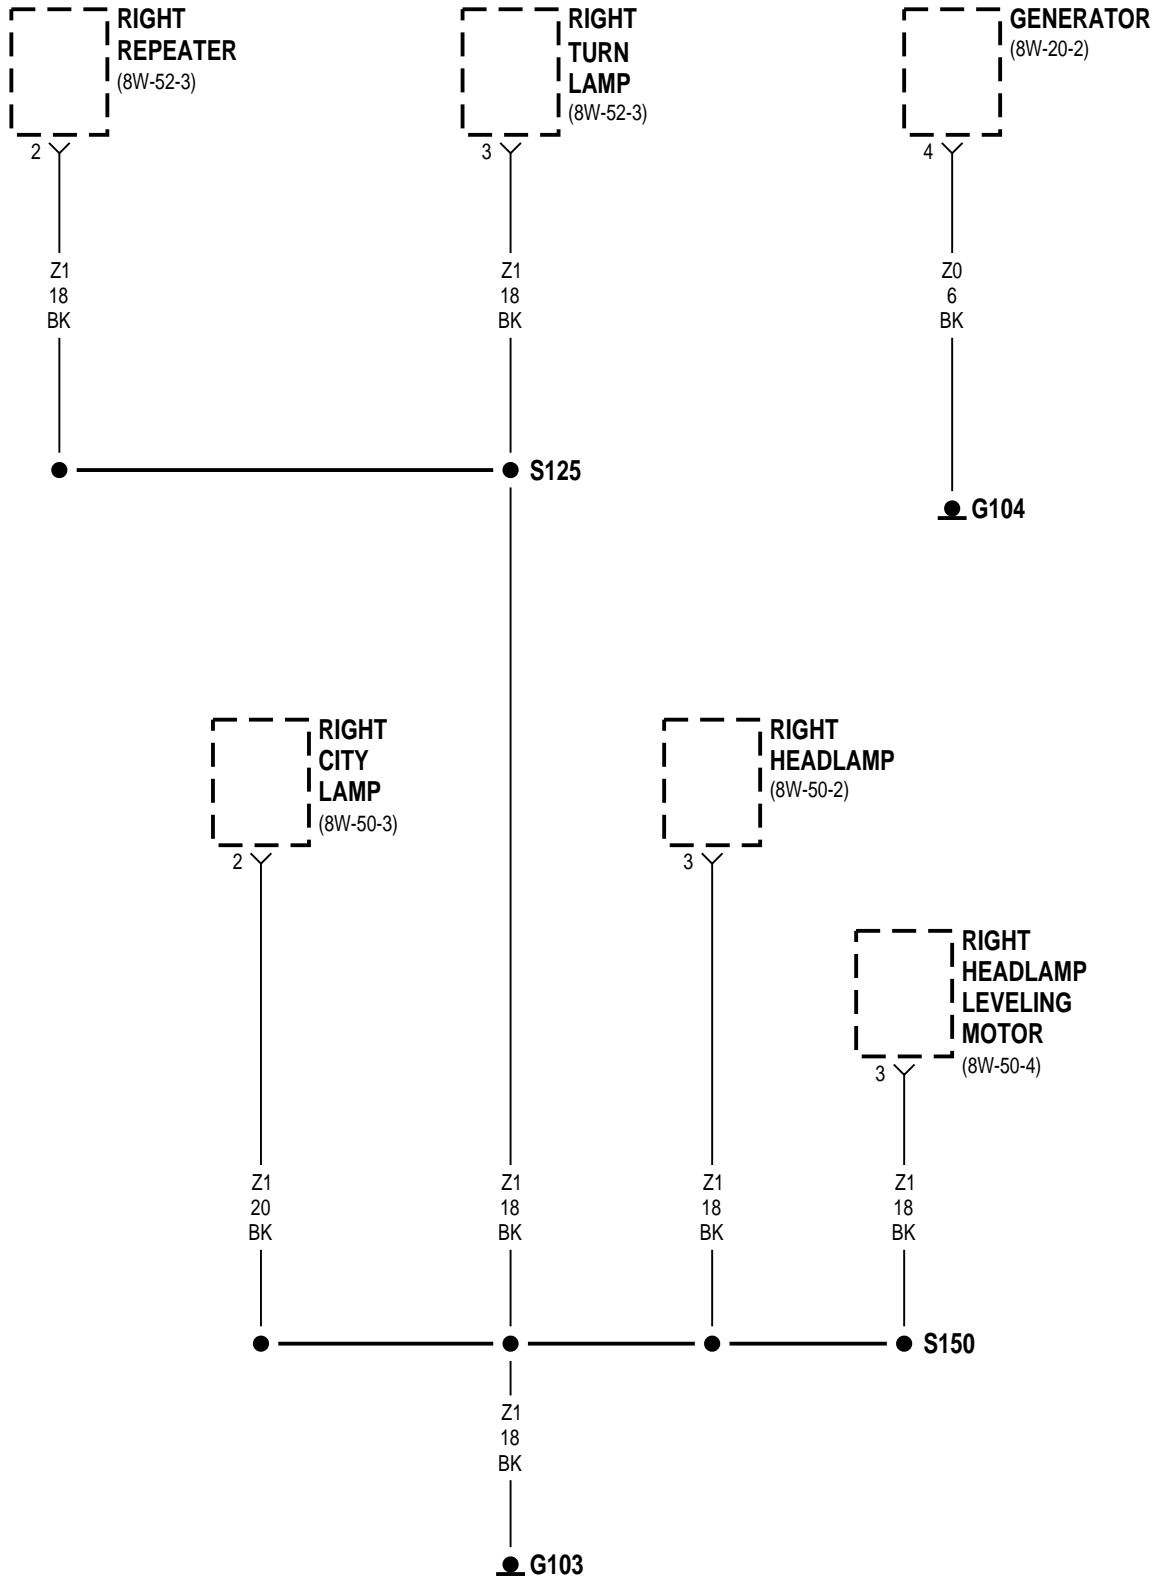 RIGHT
REPEATER
(8W-52-3)
2
Z1
18
BK
RIGHT
TURN
LAMP
(8W-52-3)
3
Z1
18
BK
S125
GENERATOR
(8W-20-2)
4
Z0
6
BK
G104
RIGHT
CITY
LAMP
(8W-50-3)
2
Z1
20
BK
Z1
18
BK
RIGHT
HEADLAMP
(8W-50-2)
3
Z1
18
BK
RIGHT
HEADLAMP
LEVELING
MOTOR
(8W-50-4)
3
Z1
18
BK
S150
Z1
18
BK
G103